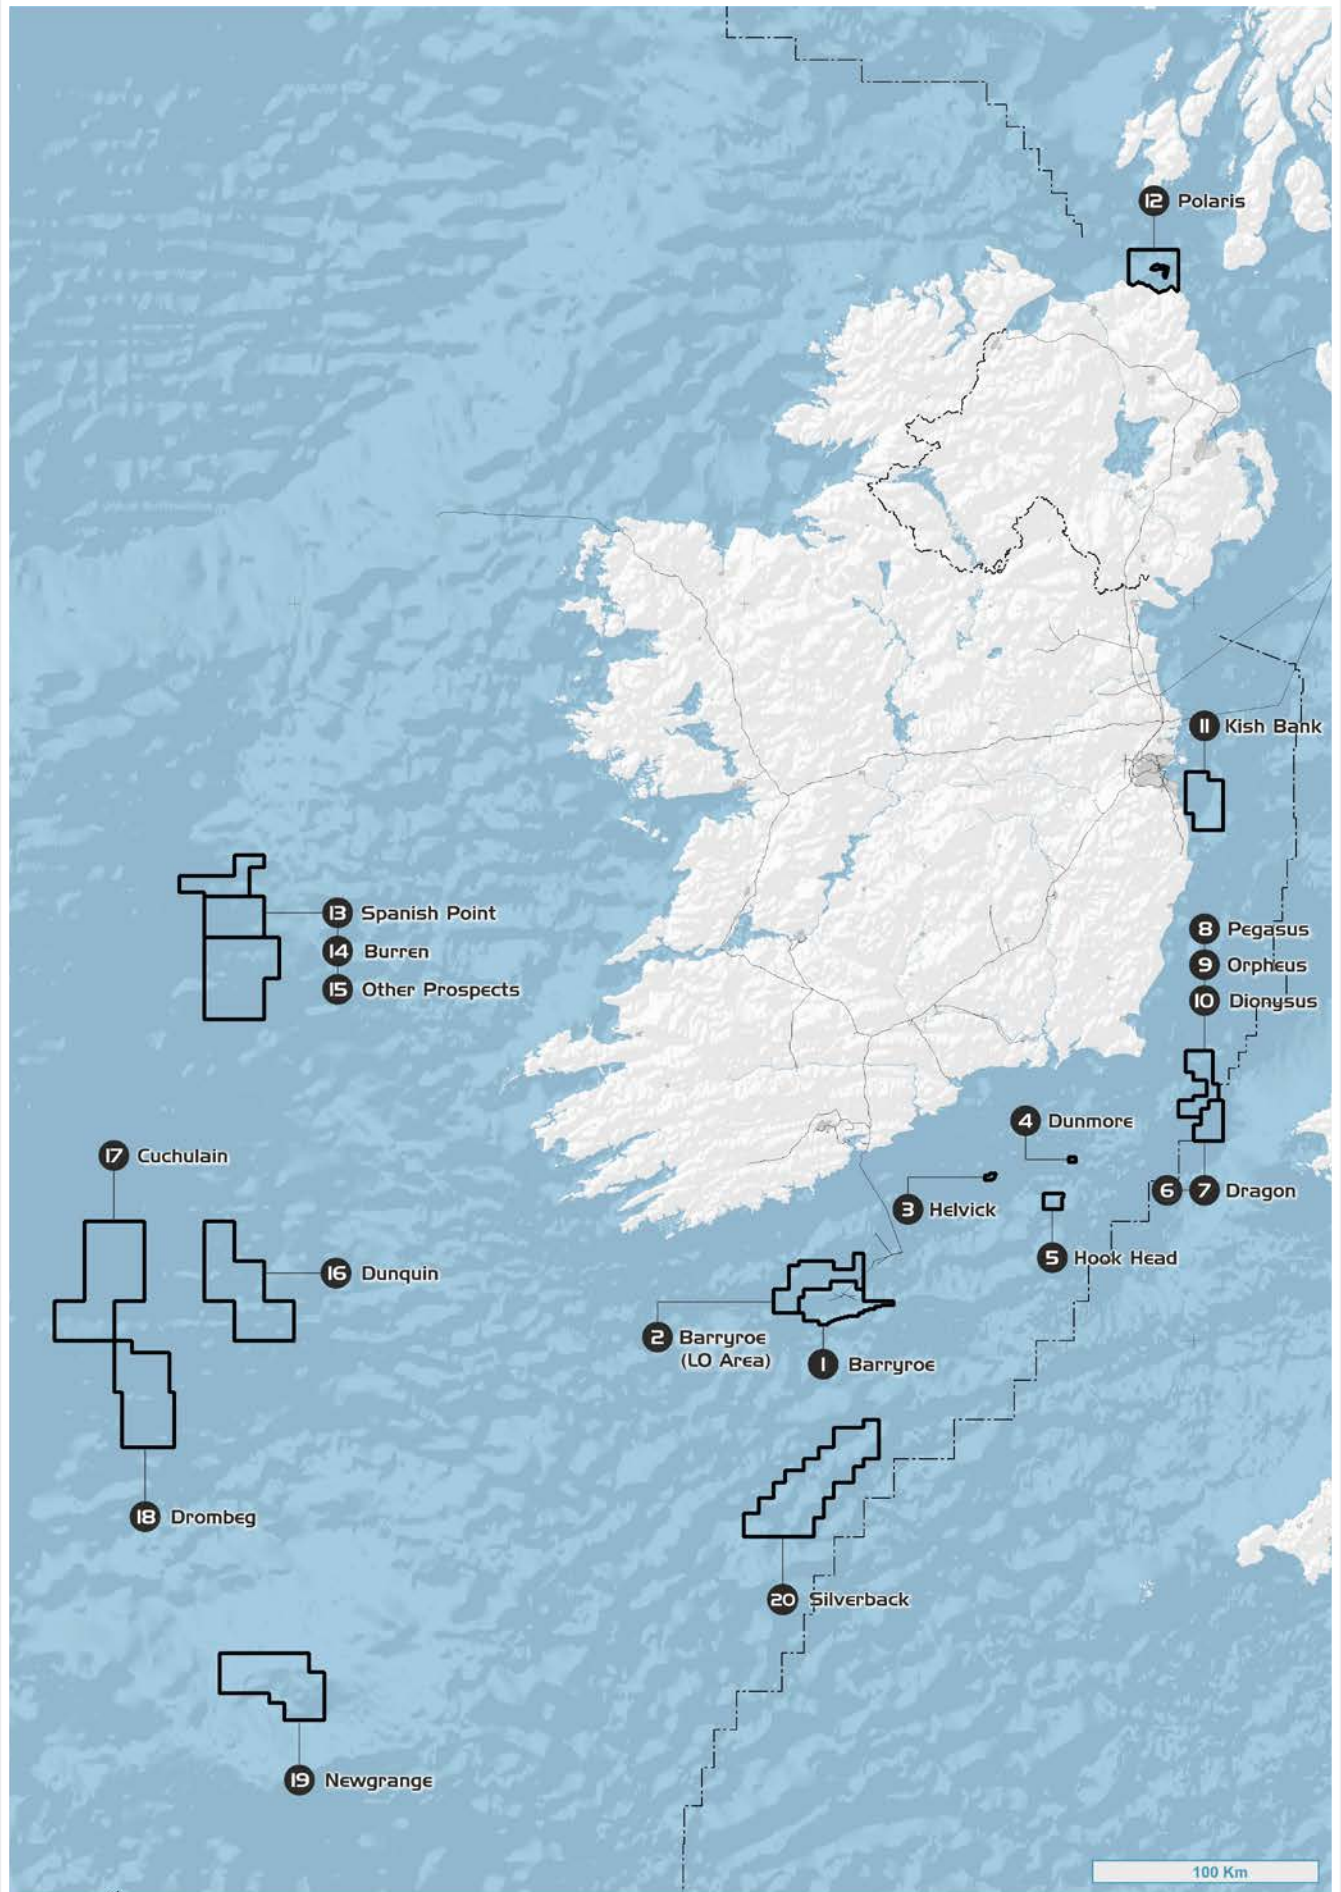 12 Polaris
11 Kish Bank
13 Spanish Point
14 Burren
15 Other Prospects
8 Pegasus
9 Orpheus
10 Dionysus
4 Dunmore
17 Cuchulain
6 7 Dragon
3 Helvick
5 Hook Head
16 Dunquin
2 Barryroe
(LO Area)
1 Barryroe
18 Drombeg
20 Silverback
19 Newgrange
100 Km